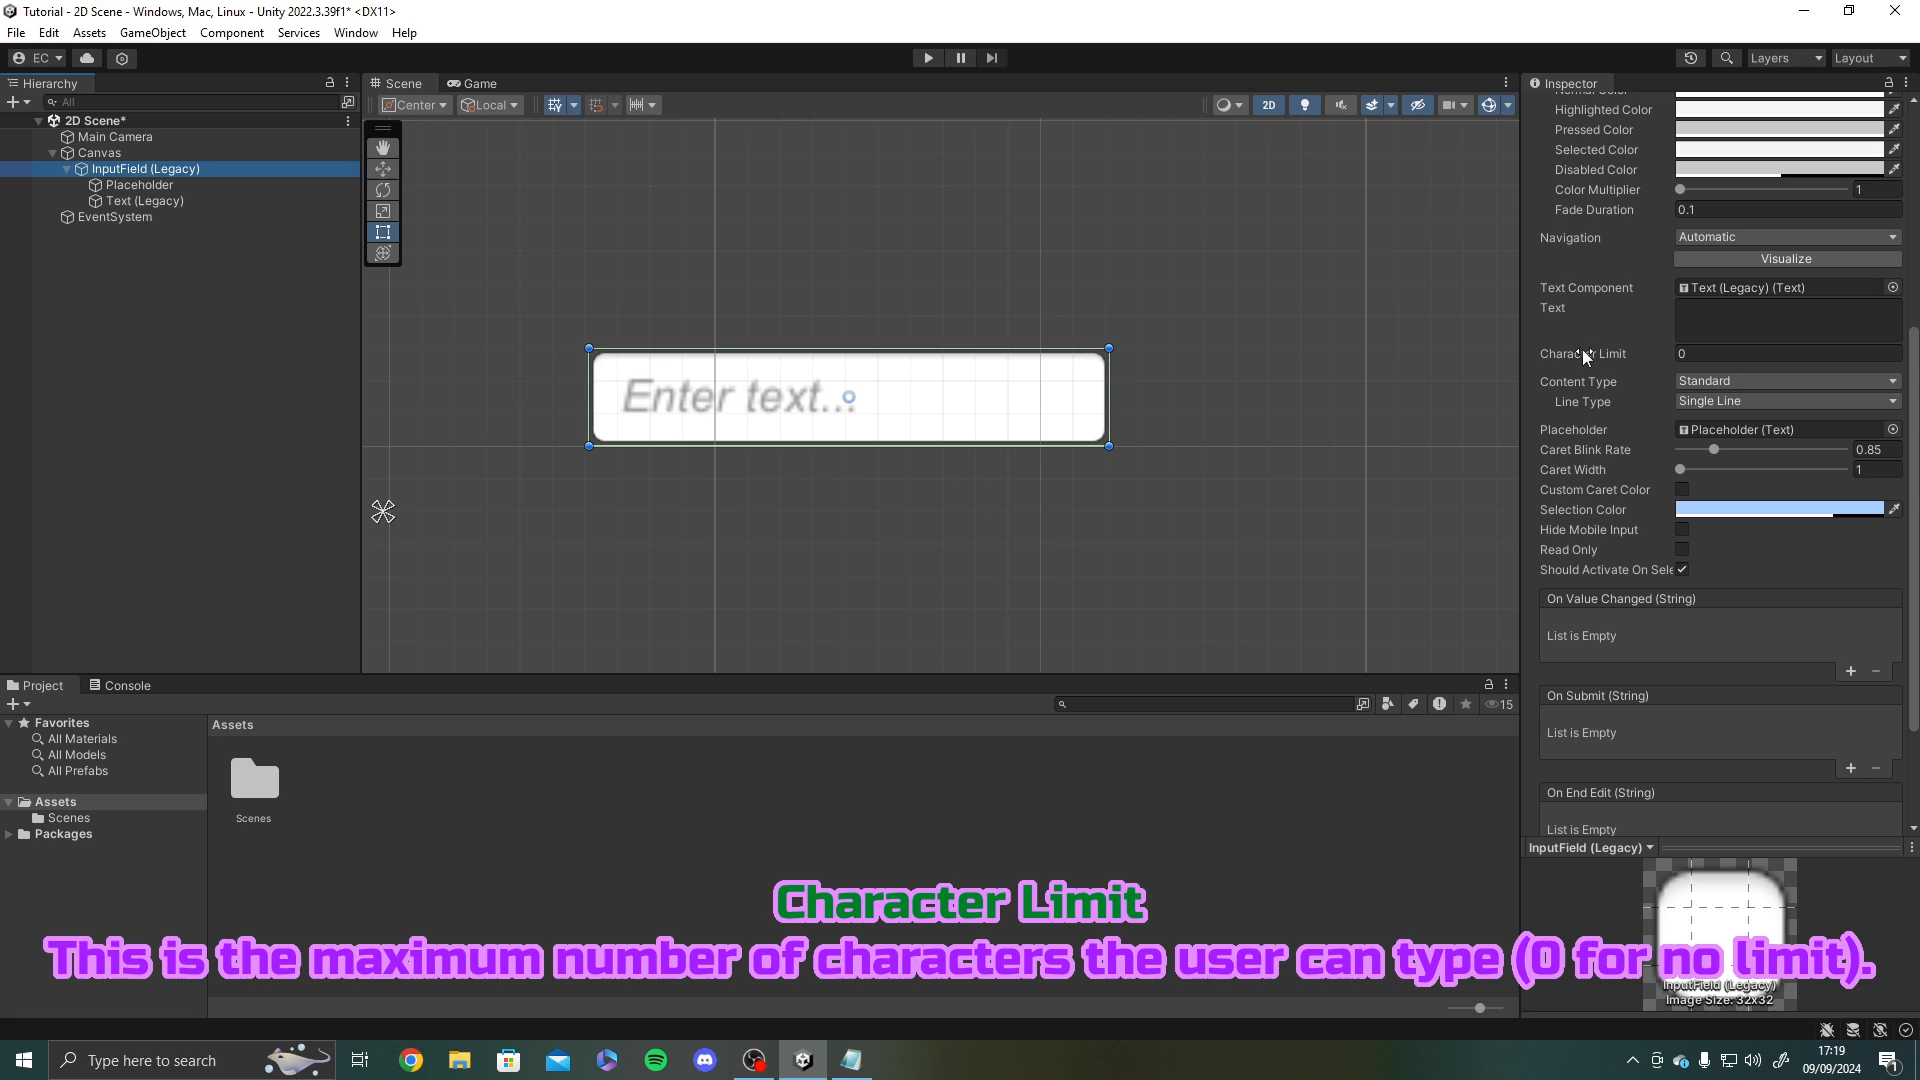 Tutorial - 2D Scene - Windows, Mac, Linux - Unity 2022.3.39f1* <DX11>
File Edit Assets GameObject Component Services Window Help
EC Layers Layout
Hierarchy
All
2D Scene*
Main Camera
Canvas
InputField (Legacy)
Placeholder
Text (Legacy)
EventSystem
Scene Game
Center Local 2D
Enter text...
Inspector
Highlighted Color
Pressed Color
Selected Color
Disabled Color
Color Multiplier 1
Fade Duration 0.1
Navigation Automatic
Visualize
Text Component Text (Legacy) (Text)
Text
Character Limit 0
Content Type Standard
Line Type Single Line
Placeholder Placeholder (Text)
Caret Blink Rate 0.85
Caret Width 1
Custom Caret Color
Selection Color
Hide Mobile Input
Read Only
Should Activate On Sele
On Value Changed (String)
List is Empty
On Submit (String)
List is Empty
On End Edit (String)
List is Empty
InputField (Legacy)
InputField (Legacy)
Image Size: 32x32
Project Console
15
Favorites
All Materials
All Models
All Prefabs
Assets
Scenes
Packages
Assets
Scenes
Character Limit
This is the maximum number of characters the user can type (0 for no limit).
Type here to search
17:19
09/09/2024
1